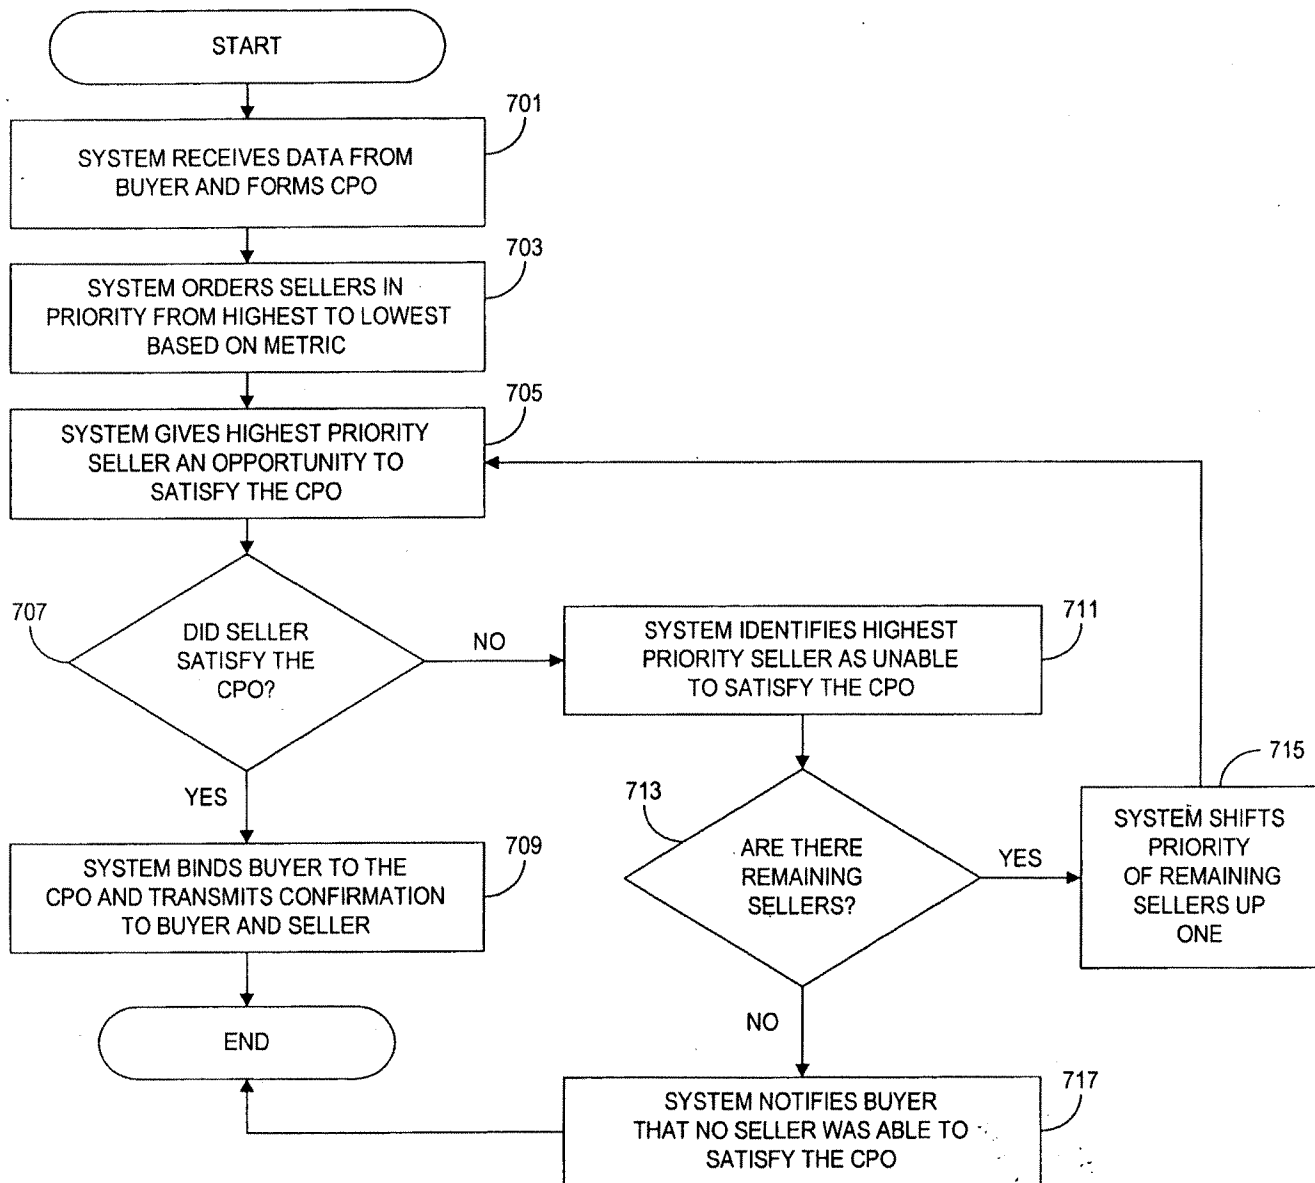 START
701
SYSTEM RECEIVES DATA FROM
BUYER AND FORMS CPO
703
SYSTEM ORDERS SELLERS IN
PRIORITY FROM HIGHEST TO LOWEST
BASED ON METRIC
705
SYSTEM GIVES HIGHEST PRIORITY
SELLER AN OPPORTUNITY TO
SATISFY THE CPO
707
DID SELLER
SATISFY THE
CPO?
NO
711
SYSTEM IDENTIFIES HIGHEST
PRIORITY SELLER AS UNABLE
TO SATISFY THE CPO
YES
713
ARE THERE
REMAINING
SELLERS?
YES
715
SYSTEM SHIFTS
PRIORITY
OF REMAINING
SELLERS UP
ONE
709
SYSTEM BINDS BUYER TO THE
CPO AND TRANSMITS CONFIRMATION
TO BUYER AND SELLER
NO
END
717
SYSTEM NOTIFIES BUYER
THAT NO SELLER WAS ABLE TO
SATISFY THE CPO